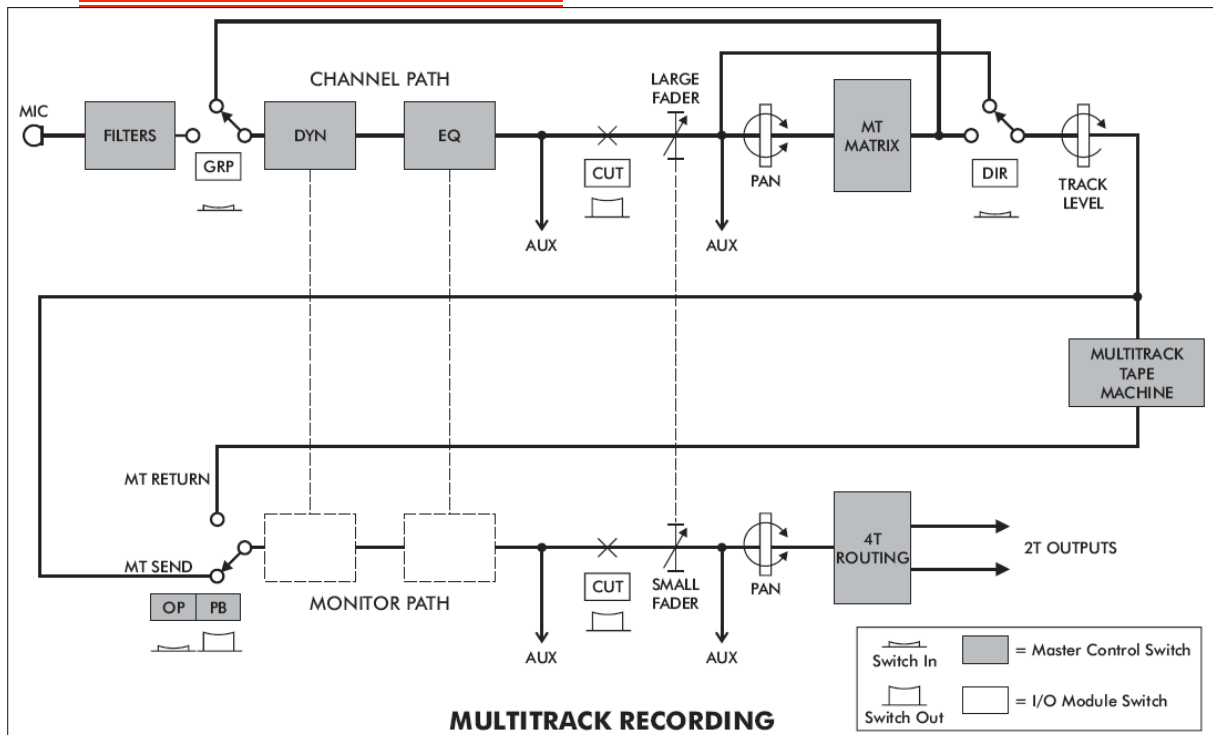 CHANNEL PATH
LARGE
FADER
MIC
FILTERS
GRP
DYN
EQ
CUT
PAN
MT
MATRIX
DIR
TRACK
LEVEL
AUX
AUX
MULTITRACK
TAPE
MACHINE
MT RETURN
MT SEND
OP PB
MONITOR PATH
CUT
SMALL
FADER
PAN
4T
ROUTING
2T OUTPUTS
AUX
AUX
Switch In
= Master Control Switch
Switch Out
= I/O Module Switch
MULTITRACK RECORDING